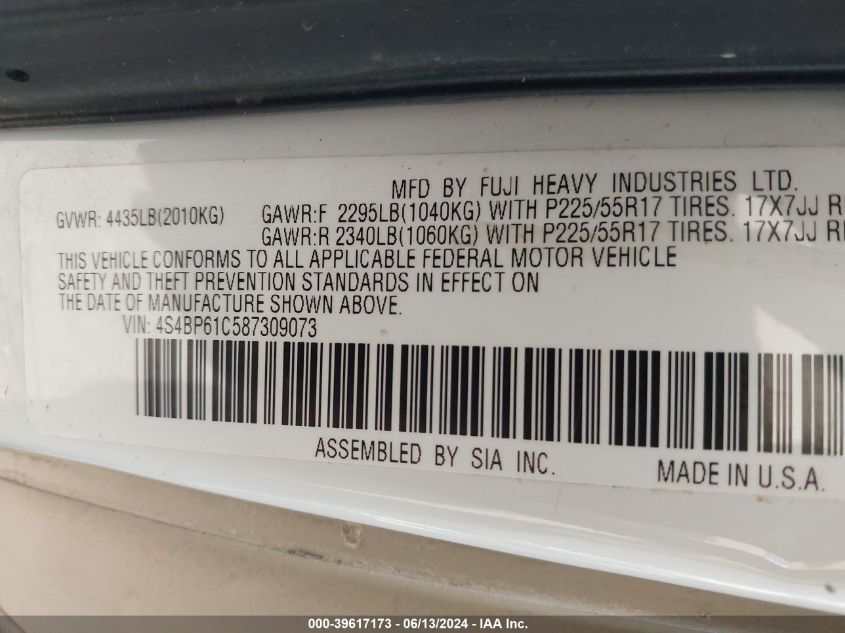 MFD BY FUJI HEAVY INDUSTRIES LTD.
GVWR: 4435LB(2010KG) GAWR:F 2295LB(1040KG) WITH P225/55R17 TIRES. 17X7JJ
GAWR:R 2340LB(1060KG) WITH P225/55R17 TIRES. 17X7JJ
THIS VEHICLE CONFORMS TO ALL APPLICABLE FEDERAL MOTOR VEHICLE
SAFETY AND THEFT PREVENTION STANDARDS IN EFFECT ON
THE DATE OF MANUFACTURE SHOWN ABOVE.
VIN: 4S4BP61C587309073
ASSEMBLED BY SIA INC.
MADE IN U.S.A.
000-39617173 - 06/13/2024 - IAA Inc.